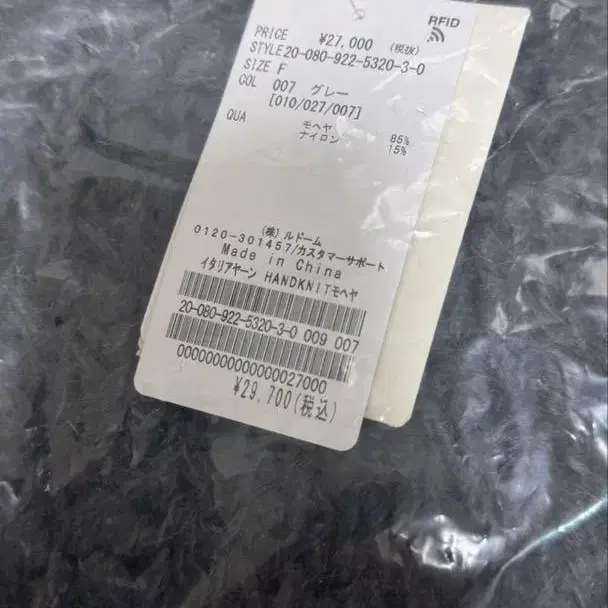 RFID
PRICE ¥27,000 (税抜)
STYLE20-080-922-5320-3-0
SIZE F
COL 007 グレー
[010/027/007]
QUA モヘヤ 85%
ナイロン 15%
(株)ルドーム
0120-301457/カスタマーサポート
Made in China
イタリアヤーン HANDKNITモヘヤ
20-080-922-5320-3-0 009 007
00000000000000027000
¥29,700(税込)